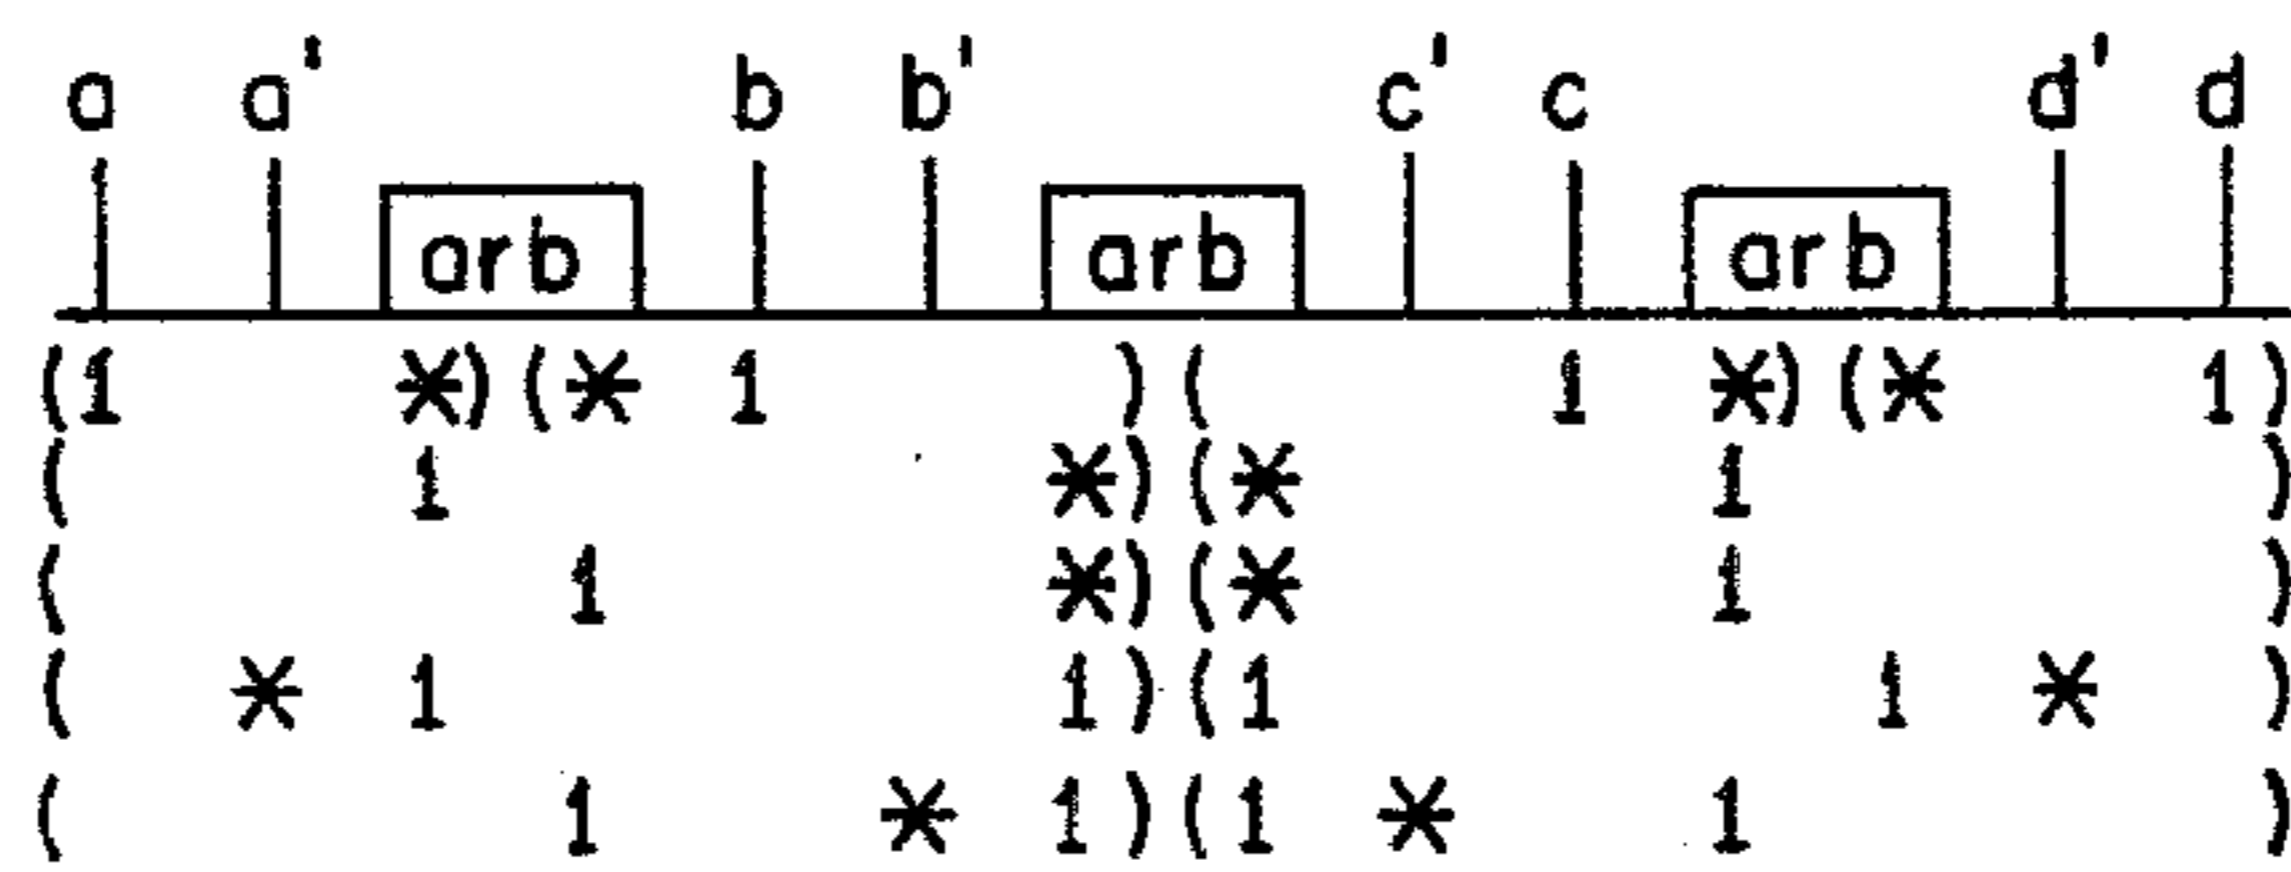 a a' b b' c' c d' d
arb arb arb
(1 *)(* 1 )( 1 *)(* 1)
( 1 *)(* 1 )
( 1 *)(* 1 )
( * 1 1)(1 1 * )
( 1 * 1)(1 * 1 )